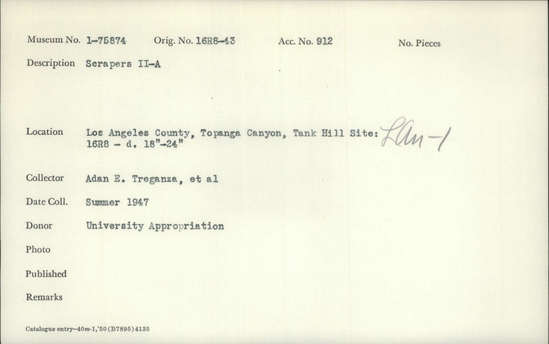 Museum No. 1-75874 Orig. No. 16R8-43 Acc. No. 912 No. Pieces
Description Scrapers II-A
Location Los Angeles County, Topanga Canyon, Tank Hill Site: LAn-1
16R8 - d. 18"-24"
Collector Adan E. Treganza, et al
Date Coll. Summer 1947
Donor University Appropriation
Photo
Published
Remarks
Catalogue entry-40m-1,'50 (D7895) 4135